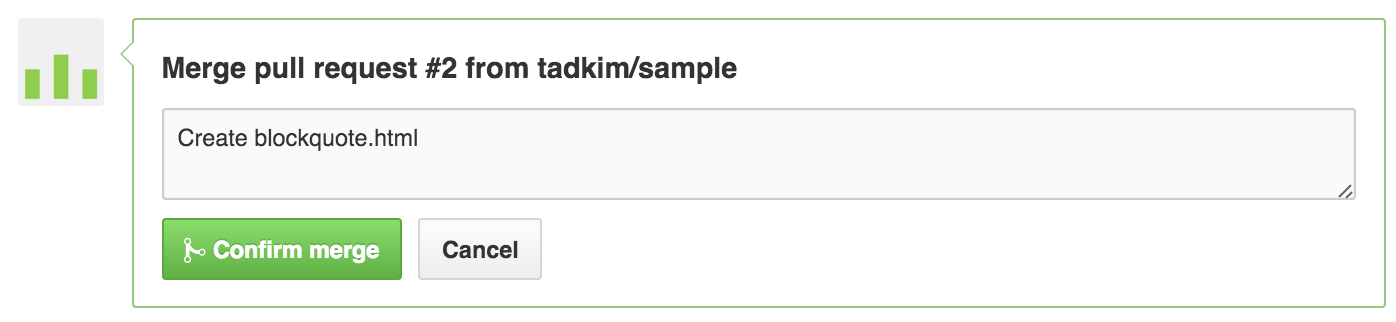 Merge pull request #2 from tadkim/sample
Create blockquote.html
Confirm merge
Cancel